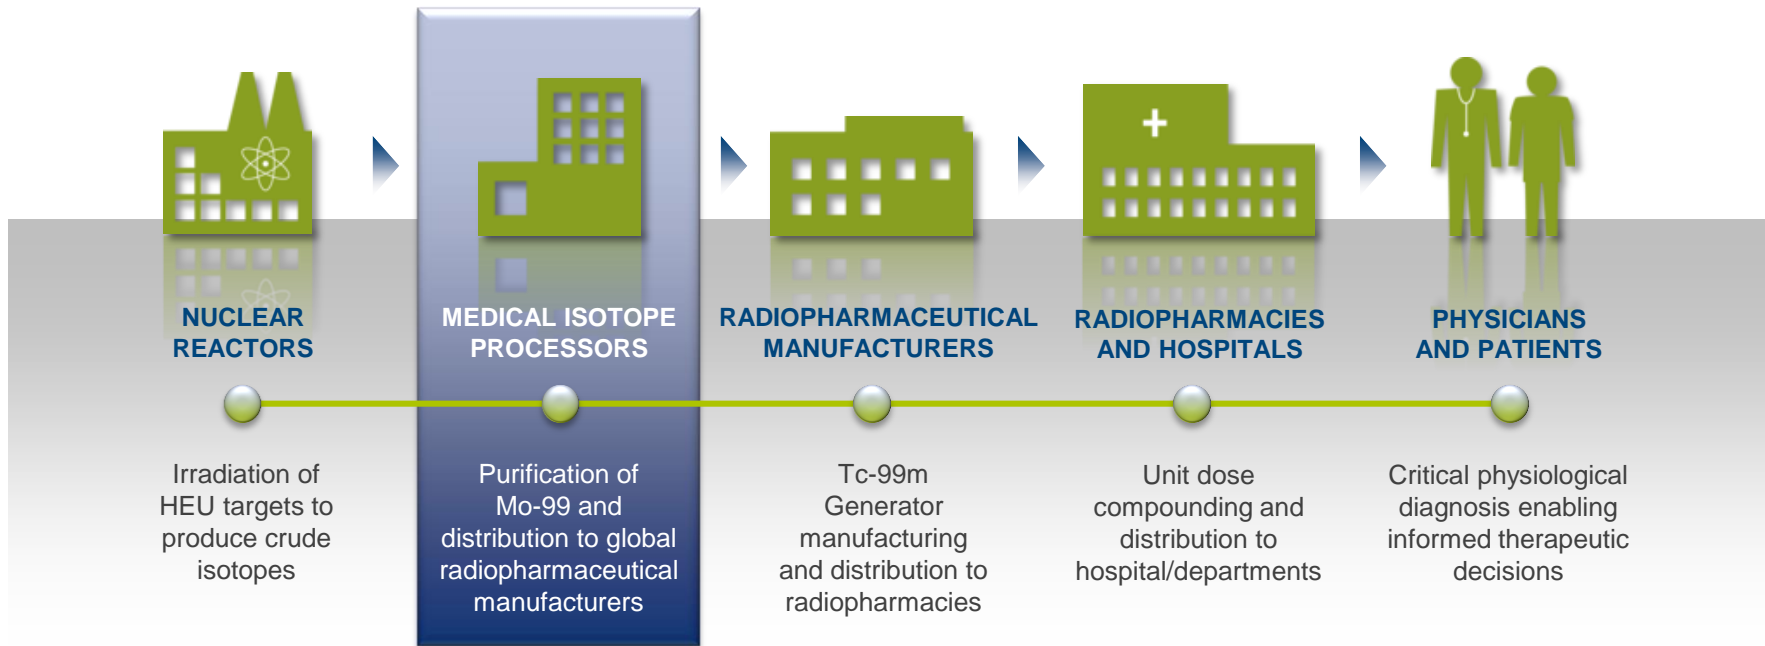 NUCLEAR
REACTORS
MEDICAL ISOTOPE
PROCESSORS
RADIOPHARMACEUTICAL
MANUFACTURERS
RADIOPHARMACIES
AND HOSPITALS
PHYSICIANS
AND PATIENTS
Irradiation of
HEU targets to
produce crude
isotopes
Purification of
Mo-99 and
distribution to global
radiopharmaceutical
manufacturers
Tc-99m
Generator
manufacturing
and distribution to
radiopharmacies
Unit dose
compounding and
distribution to
hospital/departments
Critical physiological
diagnosis enabling
informed therapeutic
decisions